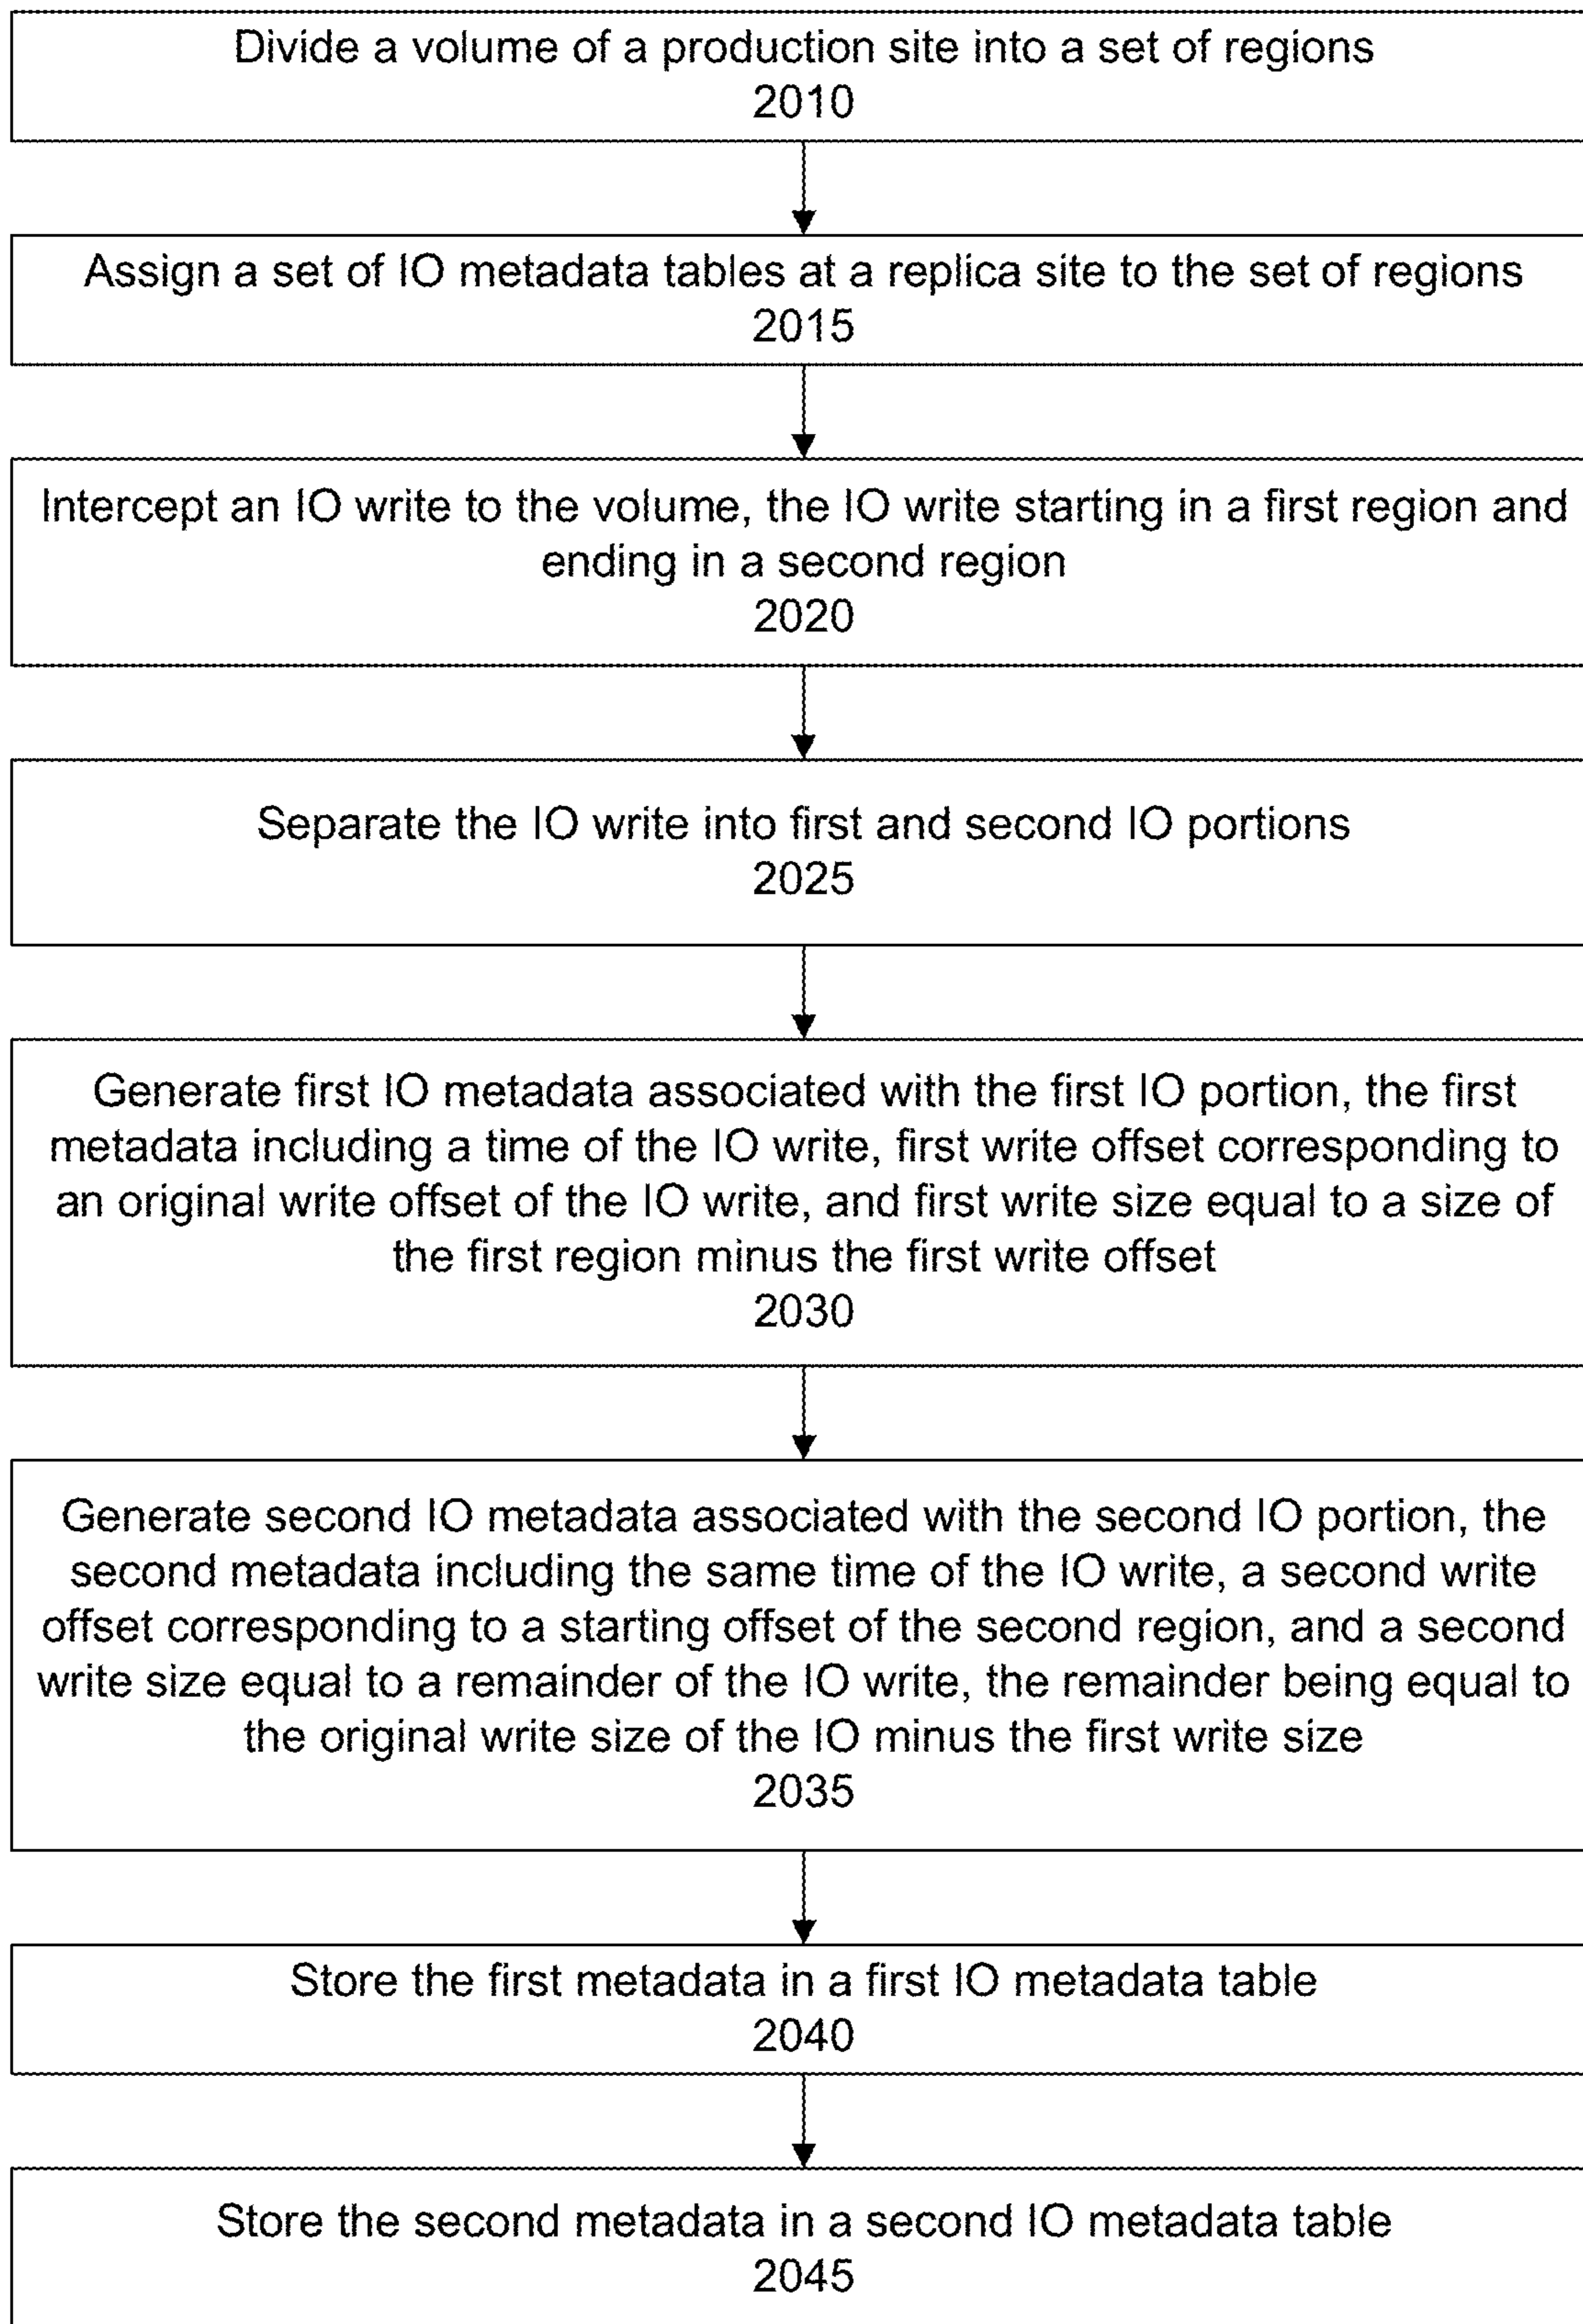 Divide a volume of a production site into a set of regions
2010
Assign a set of IO metadata tables at a replica site to the set of regions
2015
Intercept an IO write to the volume, the IO write starting in a first region and
ending in a second region
2020
Separate the IO write into first and second IO portions
2025
Generate first IO metadata associated with the first IO portion, the first
metadata including a time of the IO write, first write offset corresponding to
an original write offset of the IO write, and first write size equal to a size of
the first region minus the first write offset
2030
Generate second IO metadata associated with the second IO portion, the
second metadata including the same time of the IO write, a second write
offset corresponding to a starting offset of the second region, and a second
write size equal to a remainder of the IO write, the remainder being equal to
the original write size of the IO minus the first write size
2035
Store the first metadata in a first IO metadata table
2040
Store the second metadata in a second IO metadata table
2045